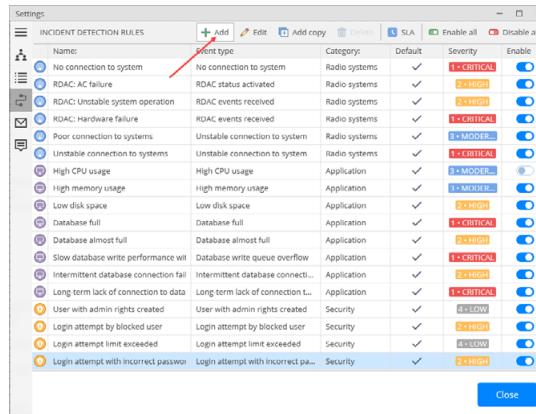 Settings
INCIDENT DETECTION RULES Add Edit Add copy Delete SLA Enable all Disable a
Name: Event type Category: Default Severity Enable
No connection to system No connection to system Radio systems 1 • CRITICAL
RDAC: AC failure RDAC status activated Radio systems 2 • HIGH
RDAC: Unstable system operation RDAC events received Radio systems 2 • HIGH
RDAC: Hardware failure RDAC events received Radio systems 1 • CRITICAL
Poor connection to systems Unstable connection to system Radio systems 3 • MODER...
Unstable connection to systems Unstable connection to system Radio systems 1 • CRITICAL
High CPU usage High CPU usage Application 3 • MODER...
High memory usage High memory usage Application 3 • MODER...
Low disk space Low disk space Application 2 • HIGH
Database full Database full Application 1 • CRITICAL
Database almost full Database almost full Application 2 • HIGH
Slow database write performance wit Database write queue overflow Application 1 • CRITICAL
Intermittent database connection fail Intermittent database connecti... Application 2 • HIGH
Long-term lack of connection to data Long-term lack of connection t... Application 1 • CRITICAL
User with admin rights created User with admin rights created Security 4 • LOW
Login attempt by blocked user Login attempt by blocked user Security 2 • HIGH
Login attempt limit exceeded Login attempt limit exceeded Security 4 • LOW
Login attempt with incorrect passwor Login attempt with incorrect pa... Security 2 • HIGH
Close